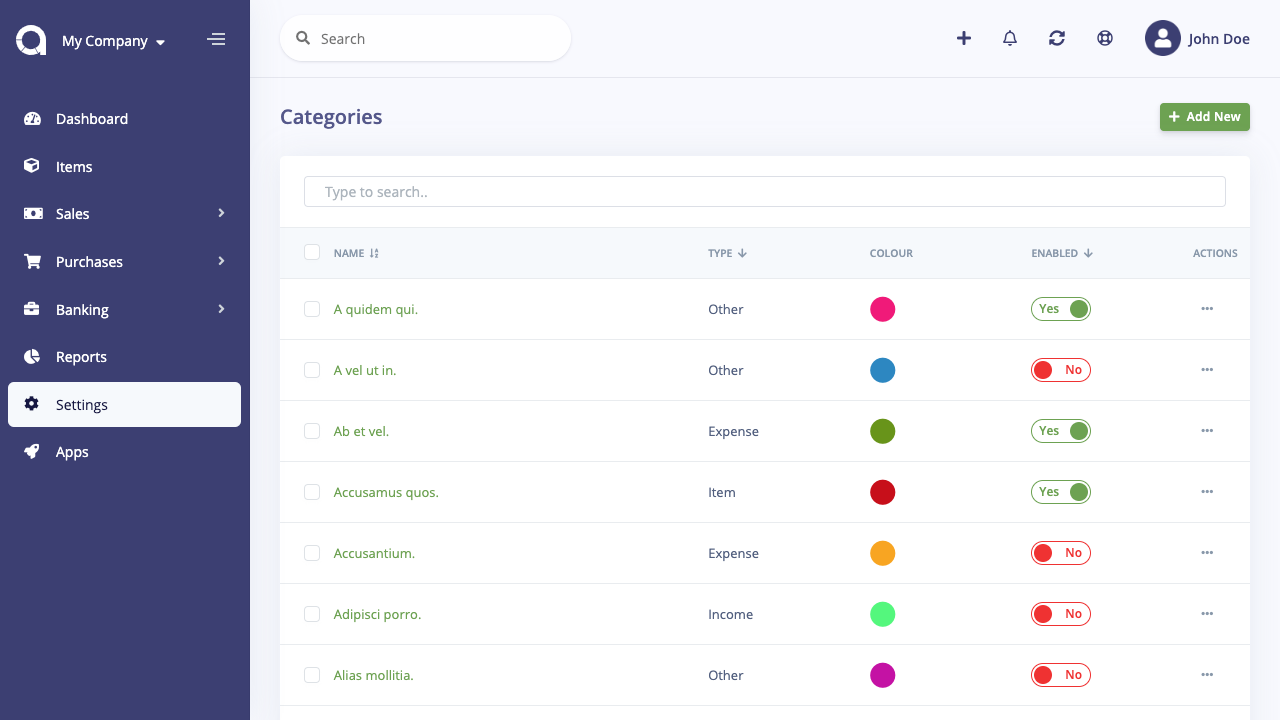 My Company
Search
John Doe
Dashboard
Items
Sales
Purchases
Banking
Reports
Settings
Apps
Categories
Add New
Type to search..
NAME TYPE COLOUR ENABLED ACTIONS
A quidem qui. Other Yes
A vel ut in. Other No
Ab et vel. Expense Yes
Accusamus quos. Item Yes
Accusantium. Expense No
Adipisci porro. Income No
Alias mollitia. Other No